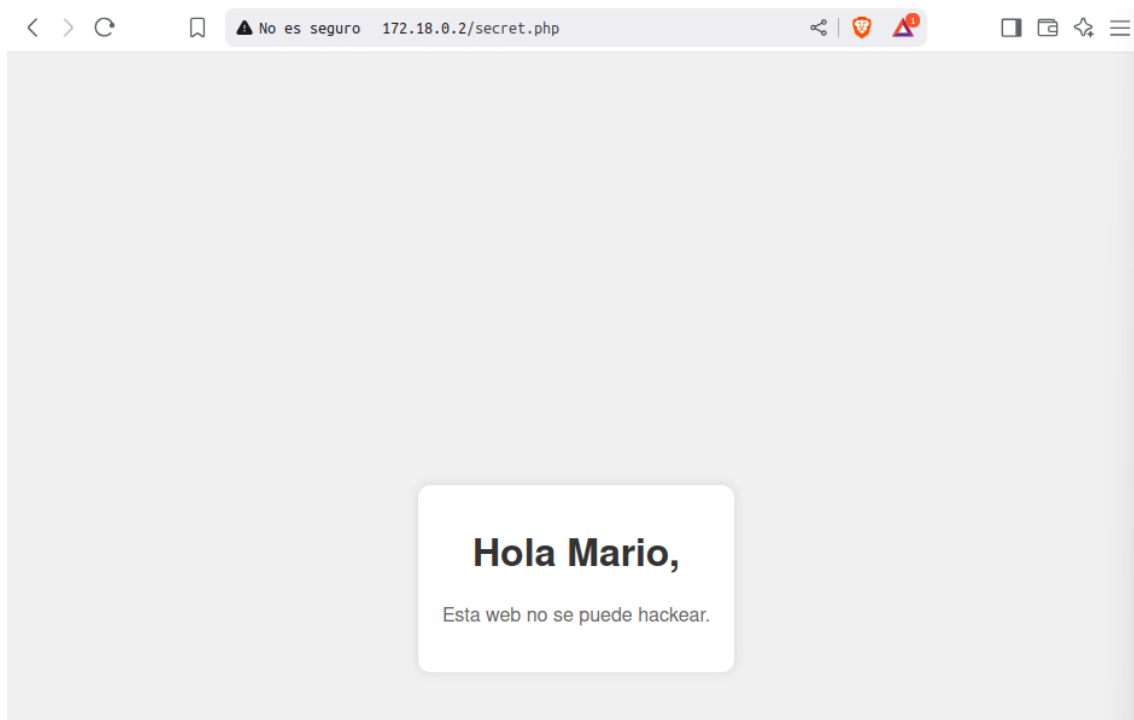 No es seguro 172.18.0.2/secret.php
1
Hola Mario,
Esta web no se puede hackear.